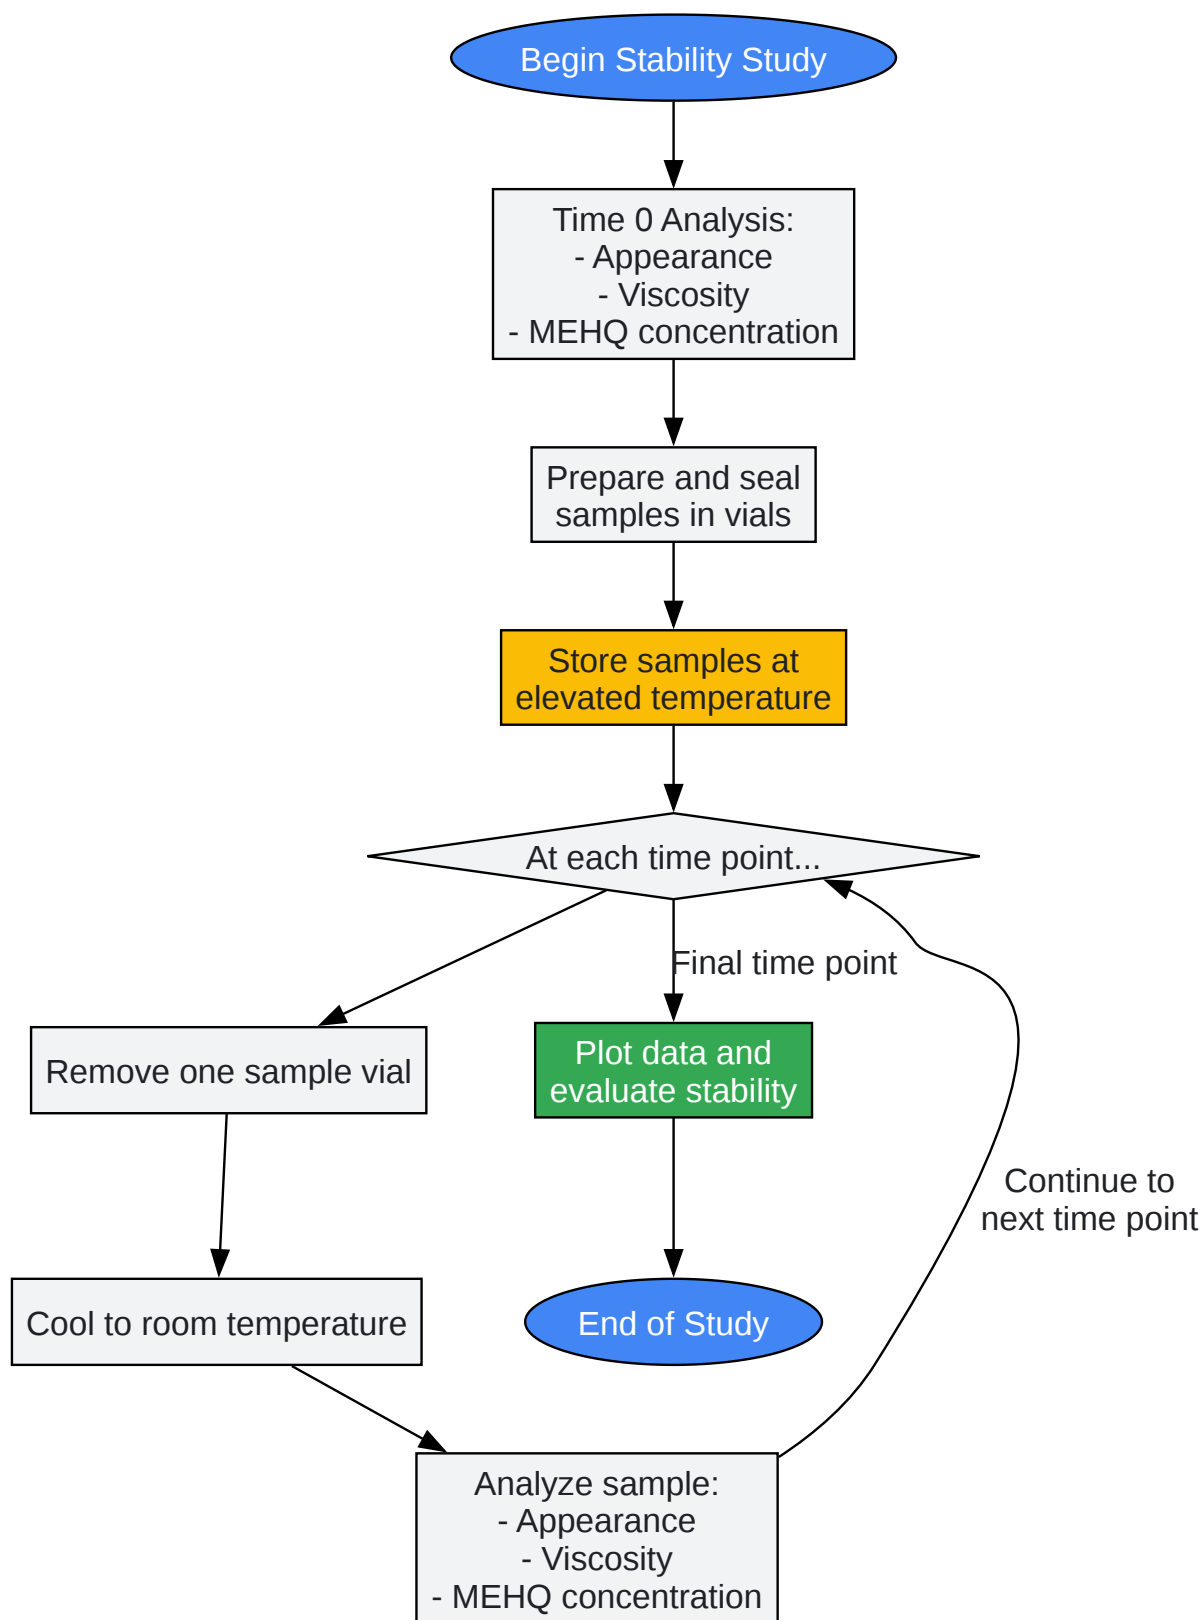 Begin Stability Study
Time 0 Analysis:
- Appearance
- Viscosity
- MEHQ concentration
Prepare and seal
samples in vials
Store samples at
elevated temperature
At each time point...
Final time point
Remove one sample vial
Plot data and
evaluate stability
Continue to
next time point
Cool to room temperature
End of Study
Analyze sample:
- Appearance
- Viscosity
- MEHQ concentration